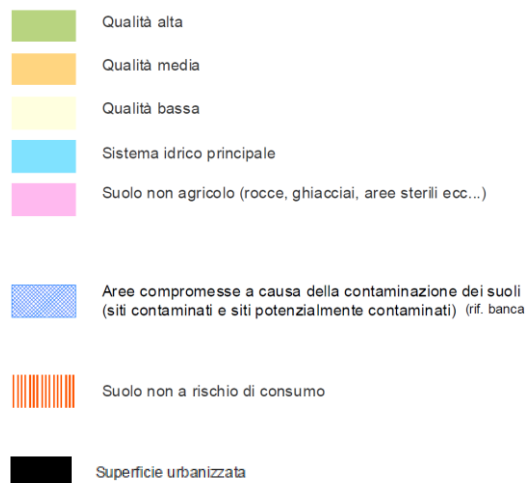 Qualità alta
Qualità media
Qualità bassa
Sistema idrico principale
Suolo non agricolo (rocce, ghiacciai, aree sterili ecc...)
Aree compromesse a causa della contaminazione dei suoli
(siti contaminati e siti potenzialmente contaminati) (rif. banca
Suolo non a rischio di consumo
Superficie urbanizzata